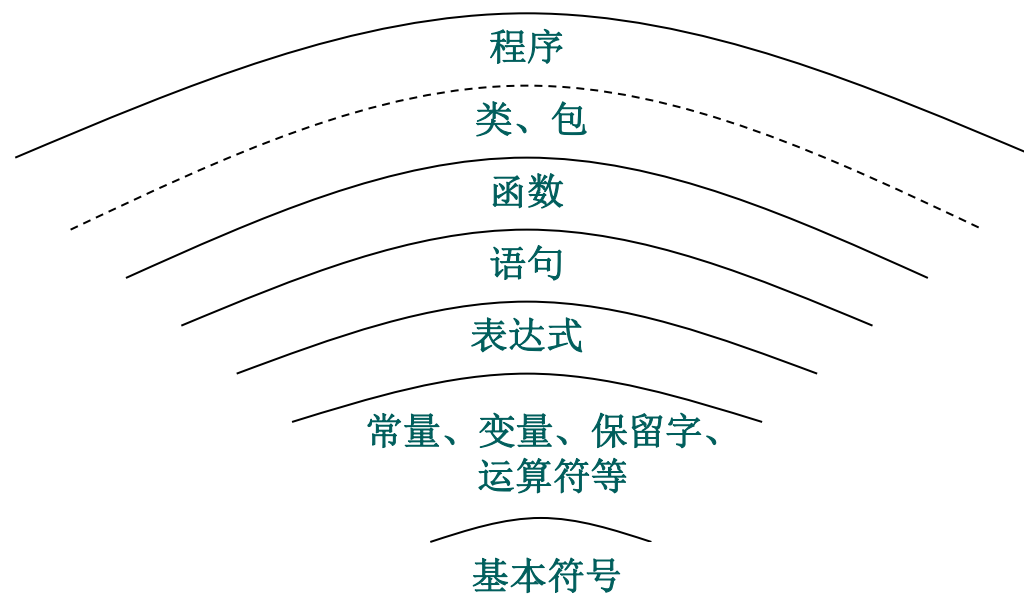 程序
类、包
函数
语句
表达式
常量、变量、保留字、
运算符等
基本符号